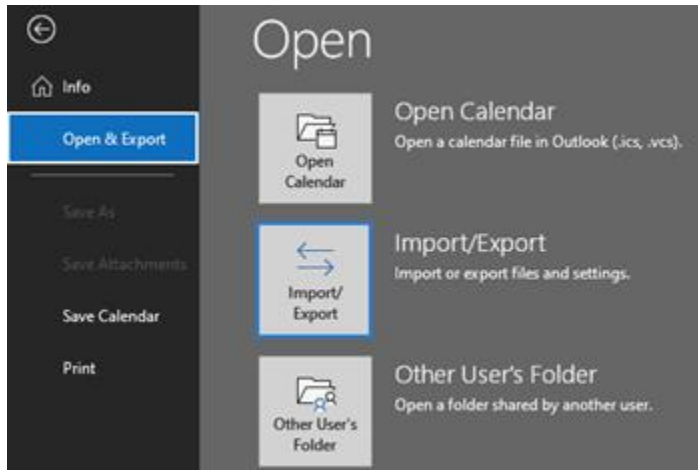 Open
Info
Open & Export
Save As
Save Attachments
Save Calendar
Print
Open
Calendar
Open Calendar
Open a calendar file in Outlook (.ics, .vcs).
Import/
Export
Import/Export
Import or export files and settings.
Other User's
Folder
Other User's Folder
Open a folder shared by another user.